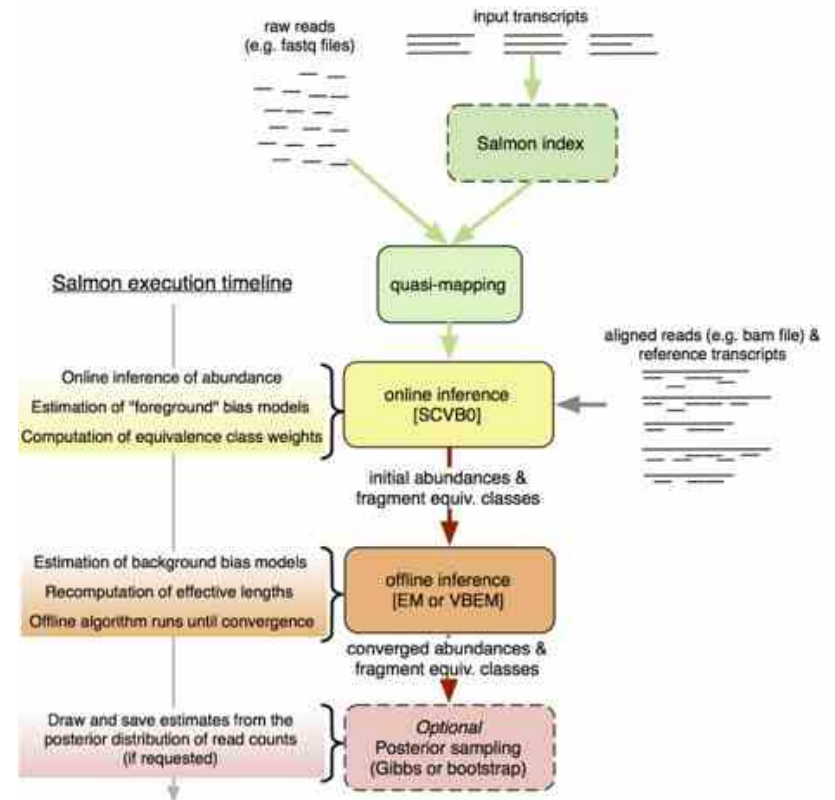 raw reads
(e.g. fastq files)
input transcripts
Salmon index
quasi-mapping
Salmon execution timeline
aligned reads (e.g. bam file) &
reference transcripts
Online inference of abundance
Estimation of "foreground" bias models
Computation of equivalence class weights
online inference
[SCVB0]
initial abundances &
fragment equiv. classes
Estimation of background bias models
Recomputation of effective lengths
Offline algorithm runs until convergence
offline inference
[EM or VBEM]
converged abundances &
fragment equiv. classes
Draw and save estimates from the
posterior distribution of read counts
(if requested)
Optional
Posterior sampling
(Gibbs or bootstrap)